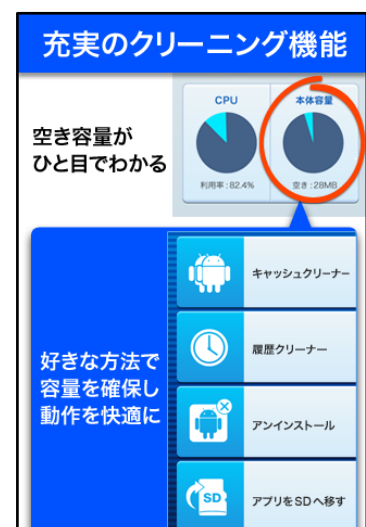 充実のクリーニング機能
空き容量が
ひと目でわかる
CPU
利用率:82.4%
本体容量
空き:28MB
好きな方法で
容量を確保し
動作を快適に
キャッシュクリーナー
履歴クリーナー
アンインストール
SD
アプリをSDへ移す